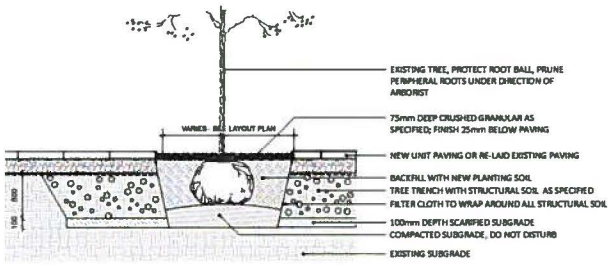 EXISTING TREE, PROTECT ROOT BALL, PRUNE
PERIPHERAL ROOTS UNDER DIRECTION OF
ARBORIST
VARIES - SEE LAYOUT PLAN
75mm DEEP CRUSHED GRANULAR AS
SPECIFIED; FINISH 25mm BELOW PAVING
NEW UNIT PAVING OR RE-LAID EXISTING PAVING
BACKFILL WITH NEW PLANTING SOIL
TREE TRENCH WITH STRUCTURAL SOIL AS SPECIFIED
FILTER CLOTH TO WRAP AROUND ALL STRUCTURAL SOIL
100mm DEPTH SCARIFIED SUBGRADE
COMPACTED SUBGRADE, DO NOT DISTURB
EXISTING SUBGRADE
100